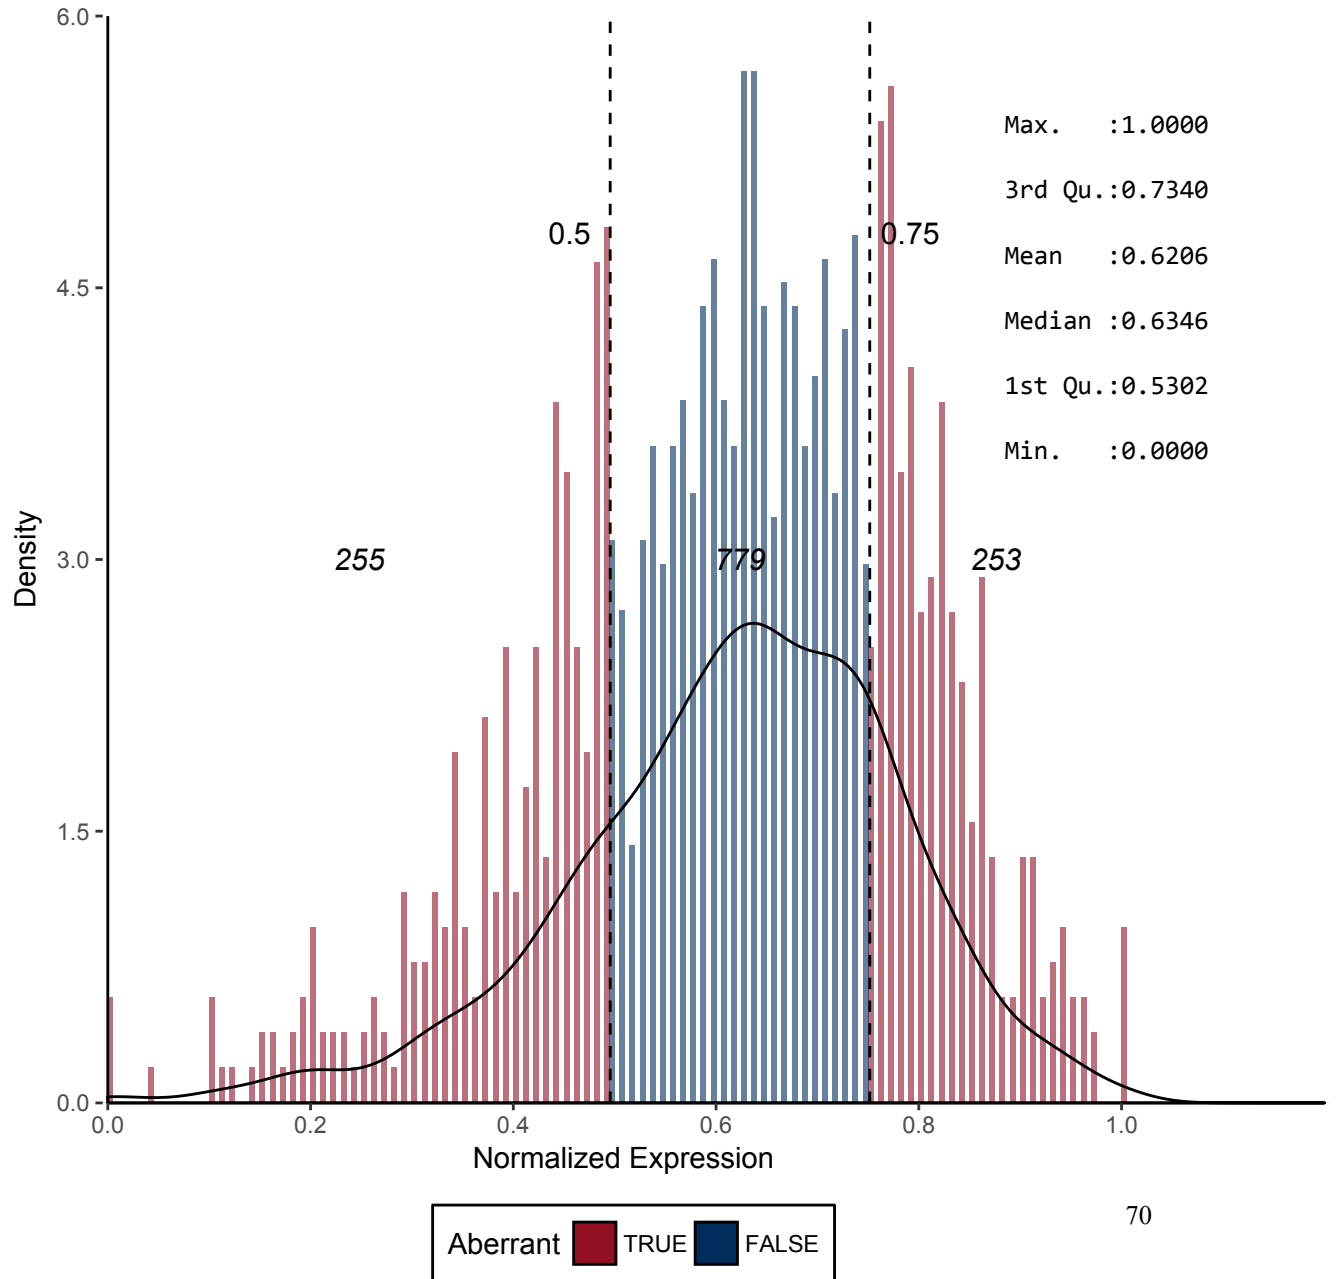 6.0
Max.   :1.0000
3rd Qu.:0.7340
0.5
0.75
Mean   :0.6206
4.5
Median :0.6346
1st Qu.:0.5302
Min.   :0.0000
Density
3.0
255
779
253
1.5
0.0
0.0 0.2 0.4 0.6 0.8 1.0
Normalized Expression
70
Aberrant TRUE FALSE